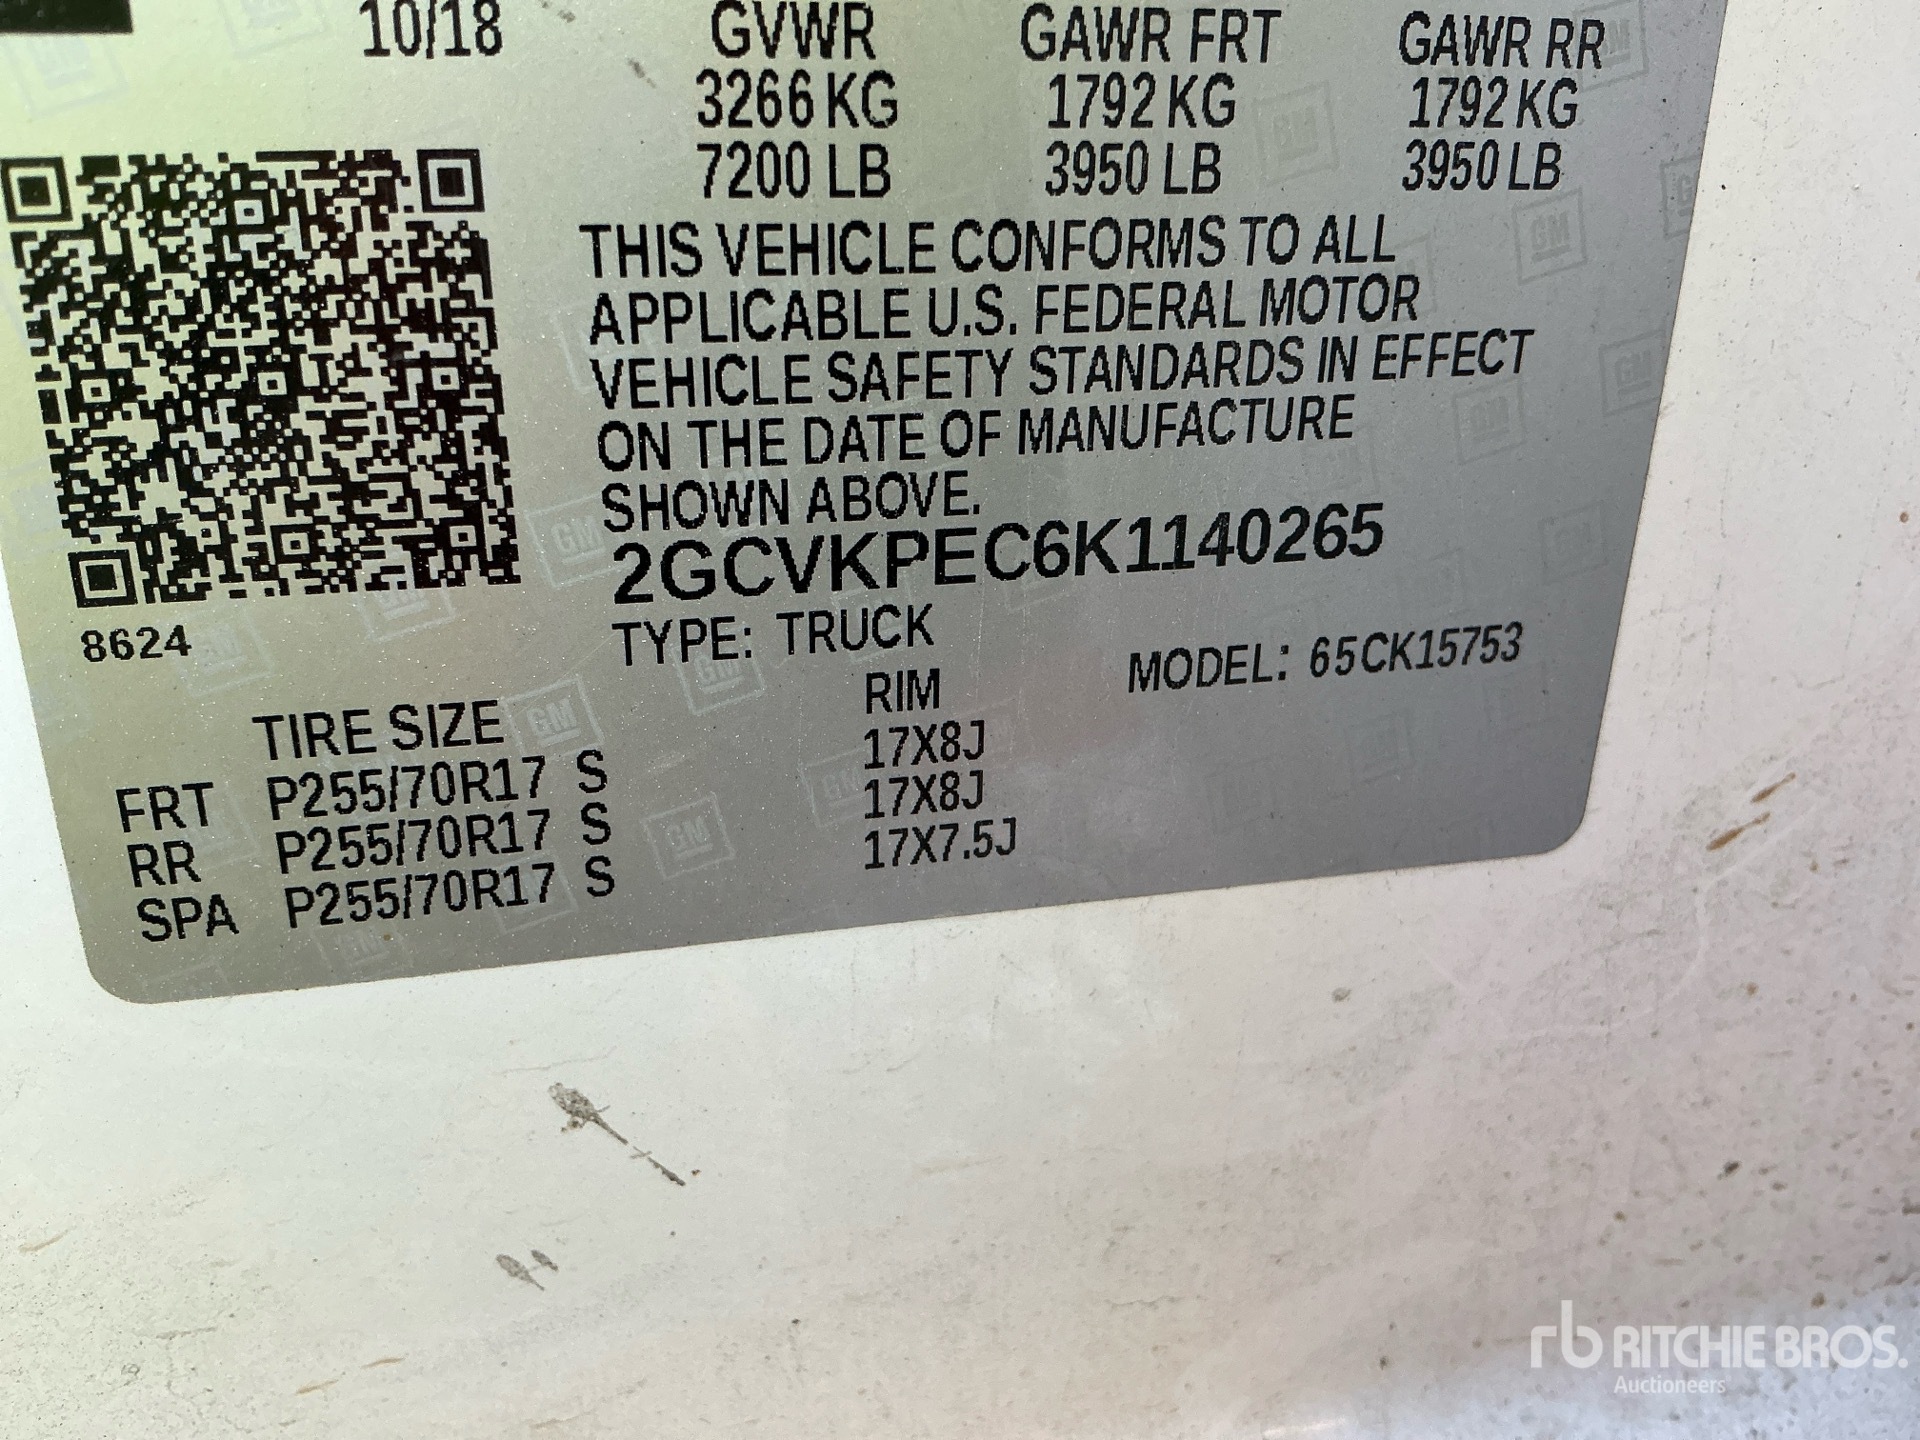 10/18 GVWR GAWR FRT GAWR RR
3266 KG 1792 KG 1792 KG
7200 LB 3950 LB 3950 LB
THIS VEHICLE CONFORMS TO ALL
APPLICABLE U.S. FEDERAL MOTOR
VEHICLE SAFETY STANDARDS IN EFFECT
ON THE DATE OF MANUFACTURE
SHOWN ABOVE.
2GCVKPEC6K1140265
8624
TYPE: TRUCK
MODEL: 65CK15753
TIRE SIZE RIM
FRT P255/70R17 S 17X8J
RR P255/70R17 S 17X8J
SPA P255/70R17 S 17X7.5J
rb RITCHIE BROS.
Auctioneers